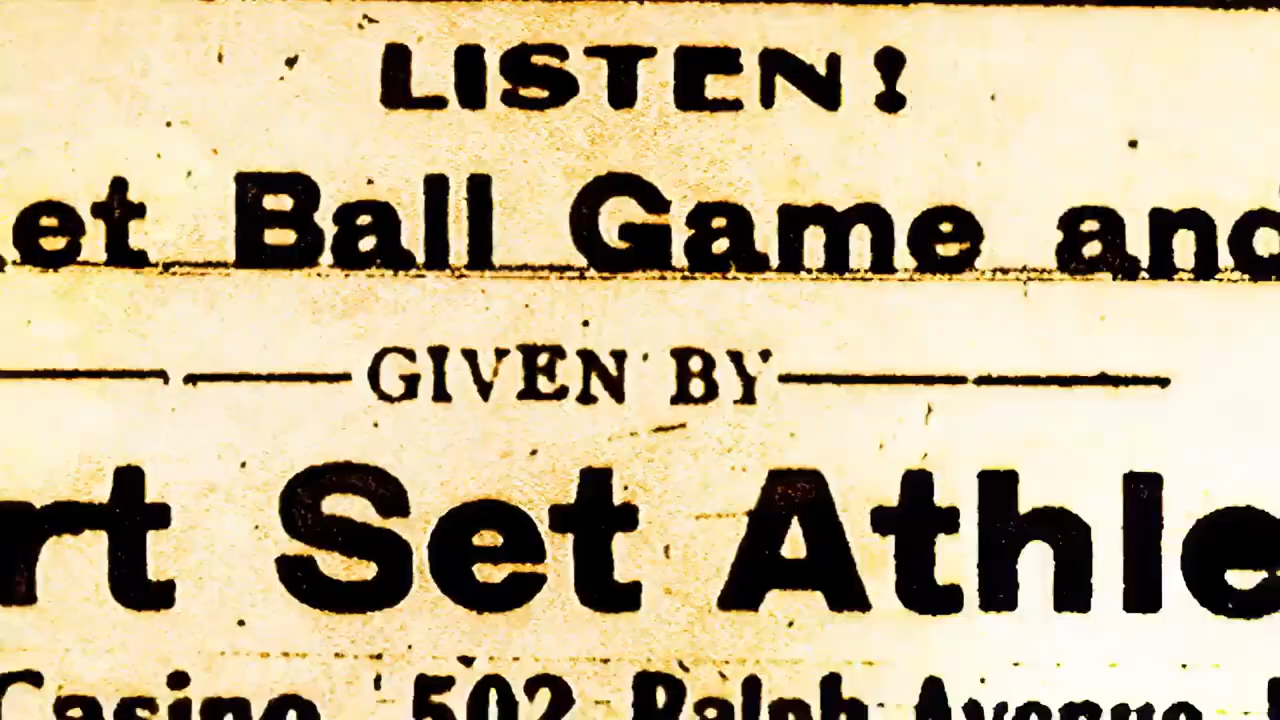 LISTEN!
et Ball Game and
GIVEN BY
rt Set Athle
Casino, 502 Ralph Avenue,